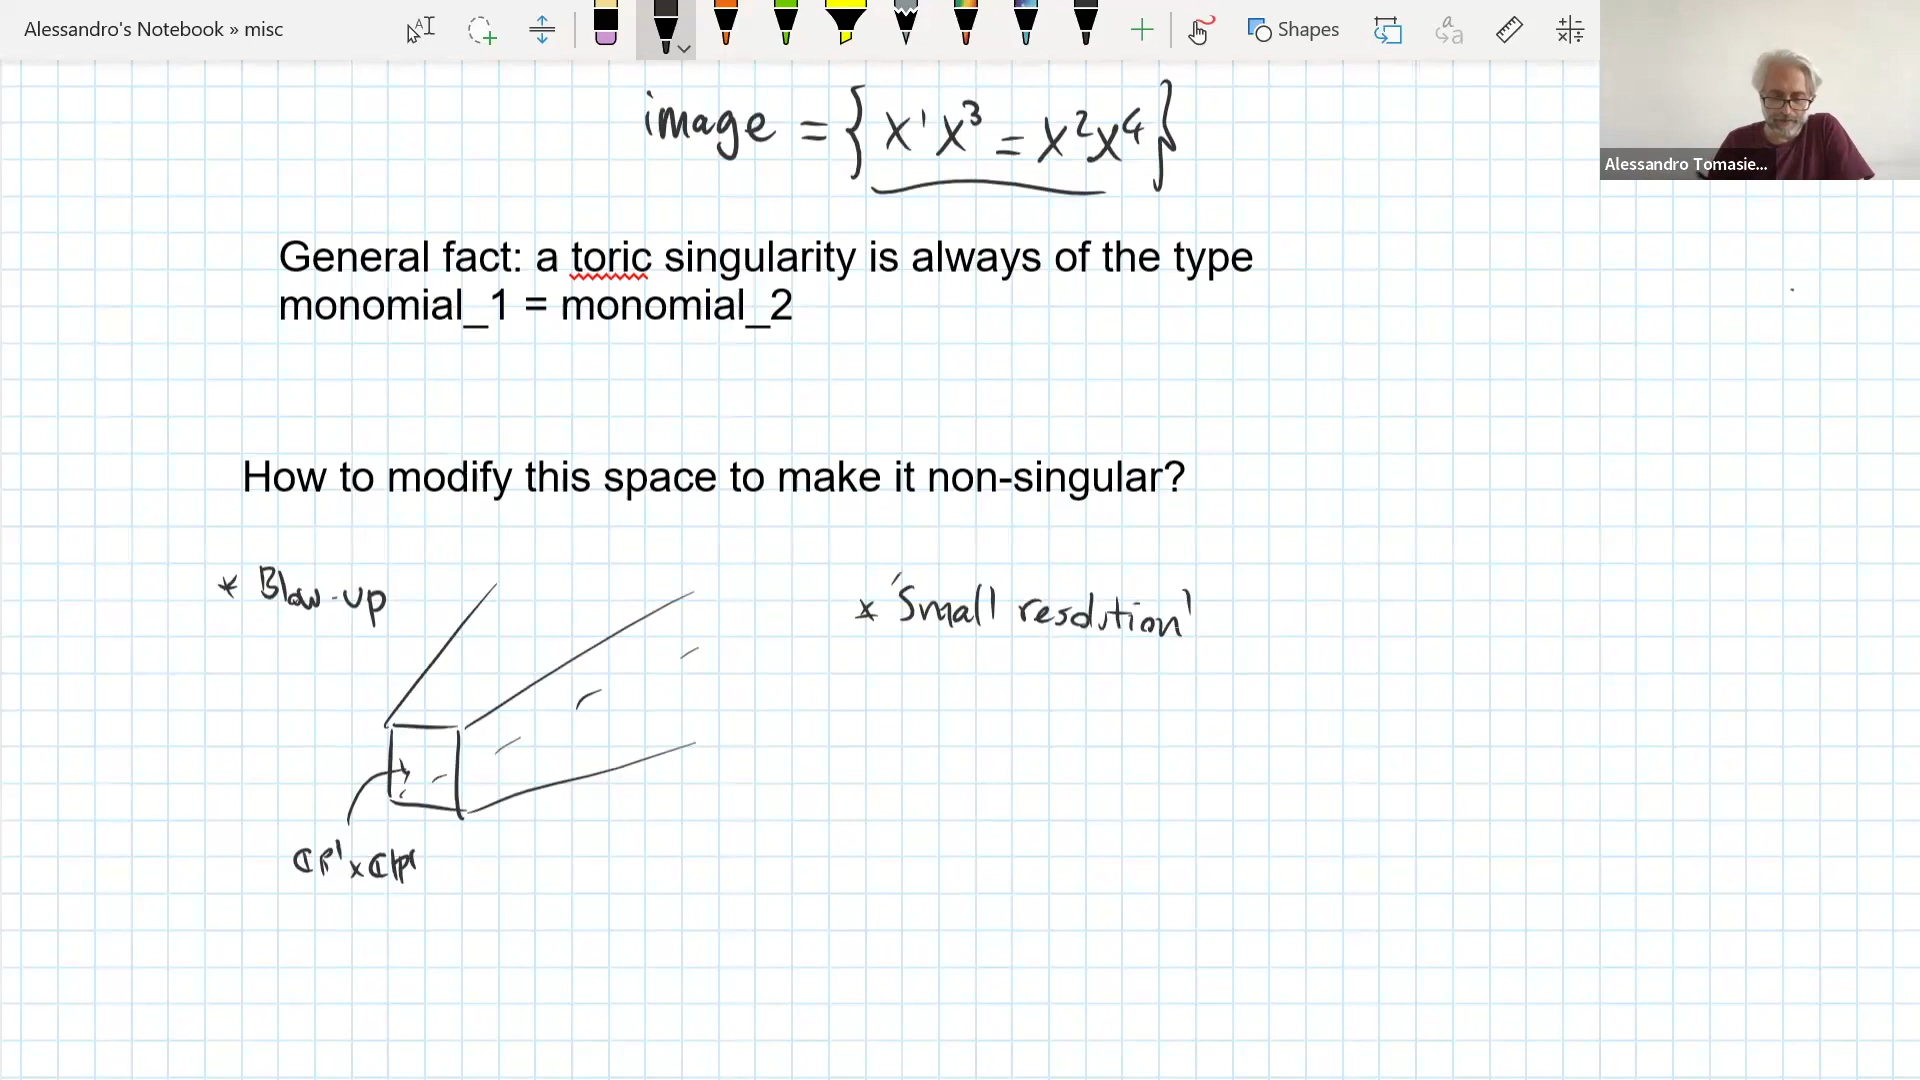 Alessandro's Notebook » misc
Shapes
Alessandro Tomasie...
image = { x¹x³ = x²x⁴ }
General fact: a toric singularity is always of the type
monomial_1 = monomial_2
How to modify this space to make it non-singular?
* Blow-up
* 'Small resolution'
ℂP¹×ℂP¹